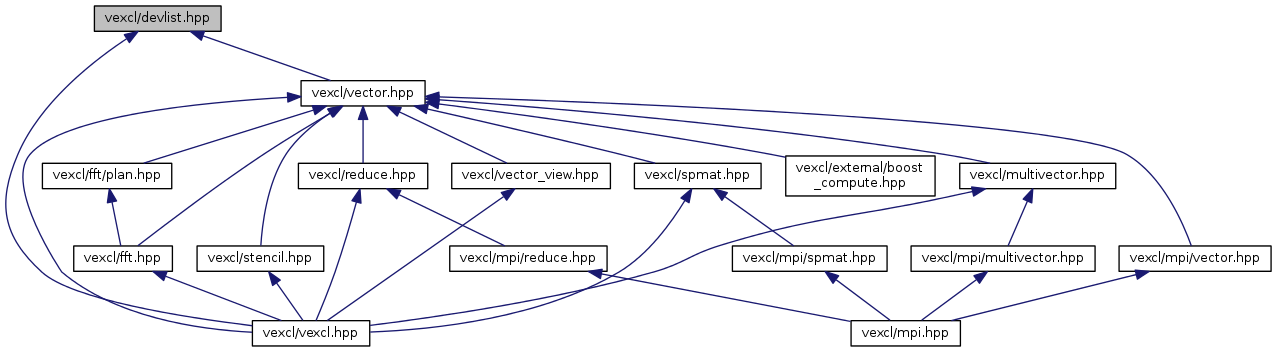 vexcl/devlist.hpp
vexcl/vector.hpp
vexcl/fft/plan.hpp
vexcl/reduce.hpp
vexcl/vector_view.hpp
vexcl/spmat.hpp
vexcl/external/boost
_compute.hpp
vexcl/multivector.hpp
vexcl/fft.hpp
vexcl/stencil.hpp
vexcl/mpi/reduce.hpp
vexcl/mpi/spmat.hpp
vexcl/mpi/multivector.hpp
vexcl/mpi/vector.hpp
vexcl/vexcl.hpp
vexcl/mpi.hpp